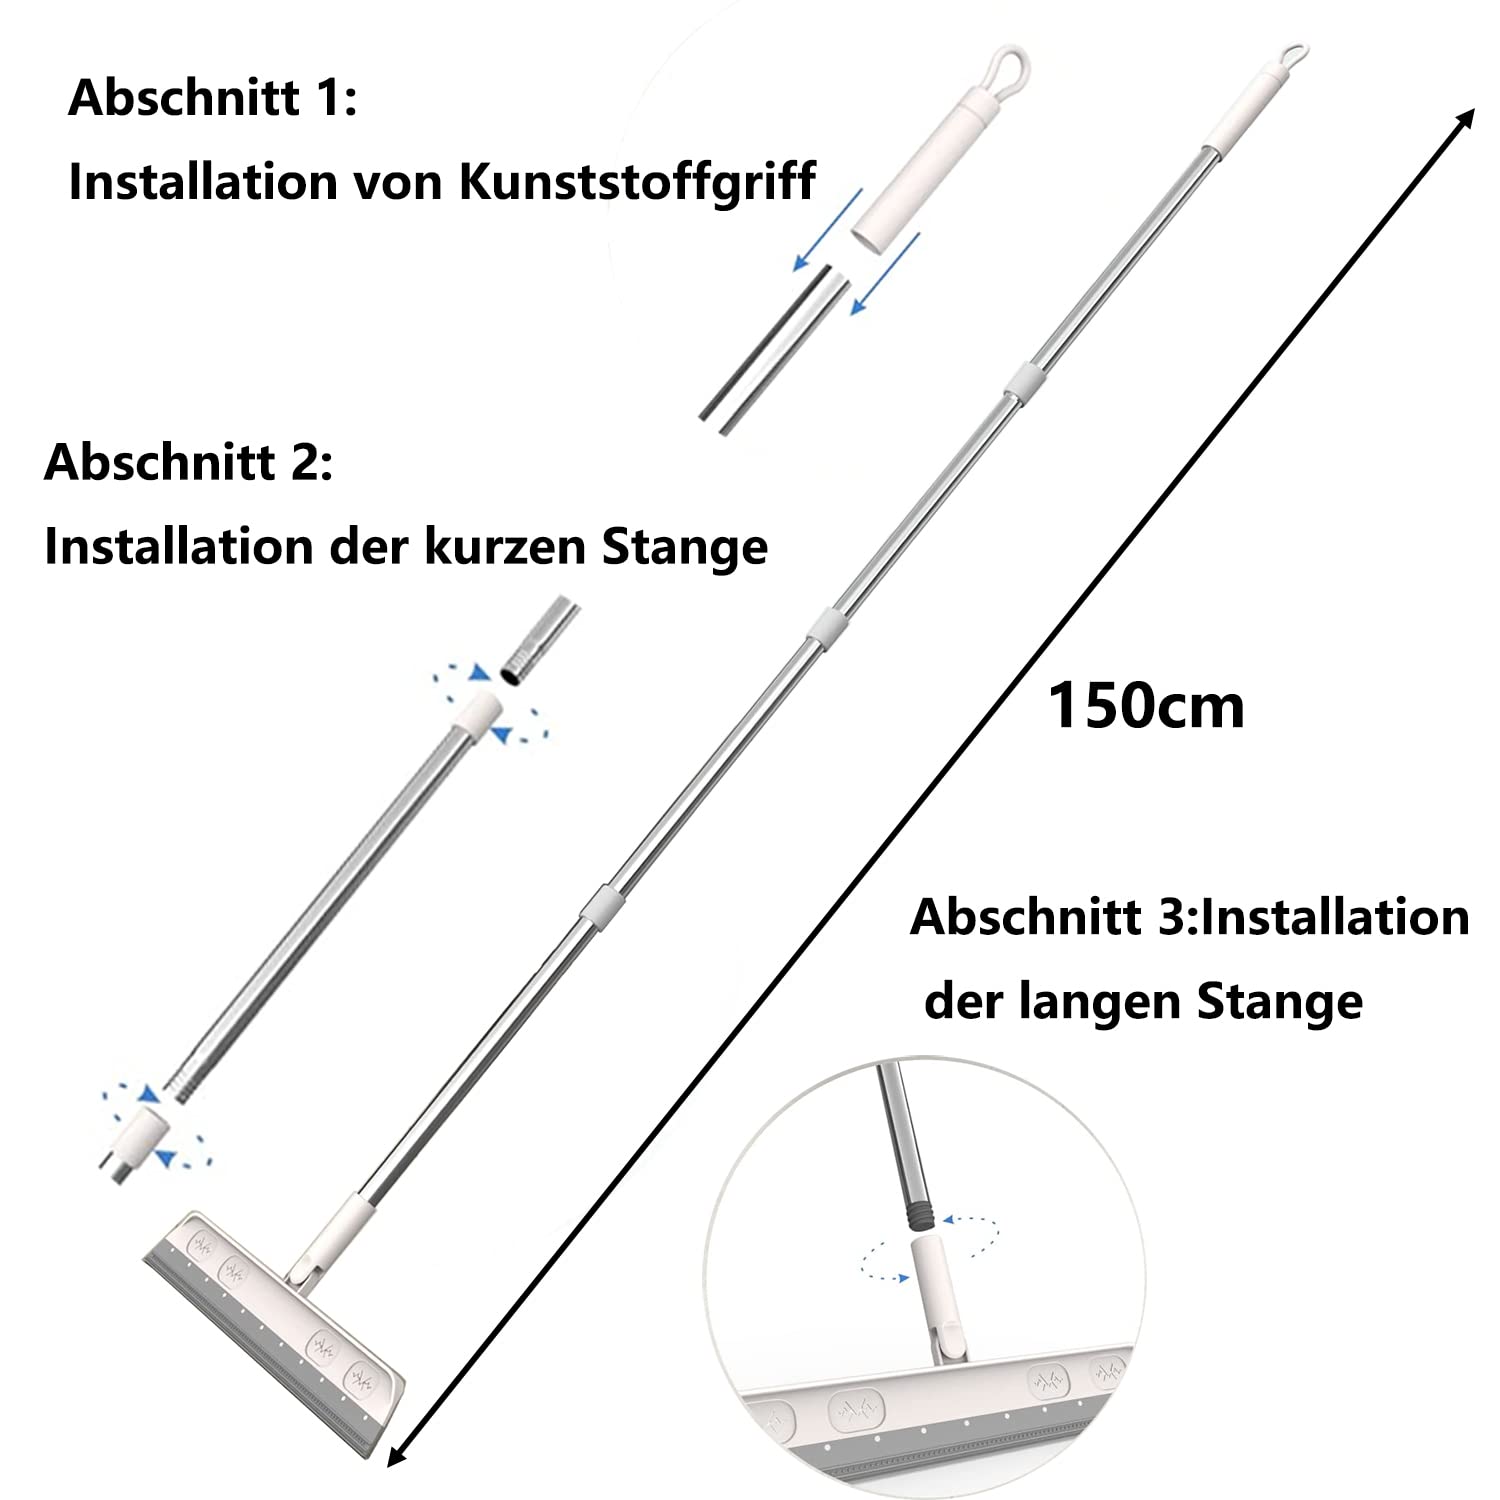 Abschnitt 1:
Installation von Kunststoffgriff
Abschnitt 2:
Installation der kurzen Stange
150cm
Abschnitt 3:Installation
der langen Stange